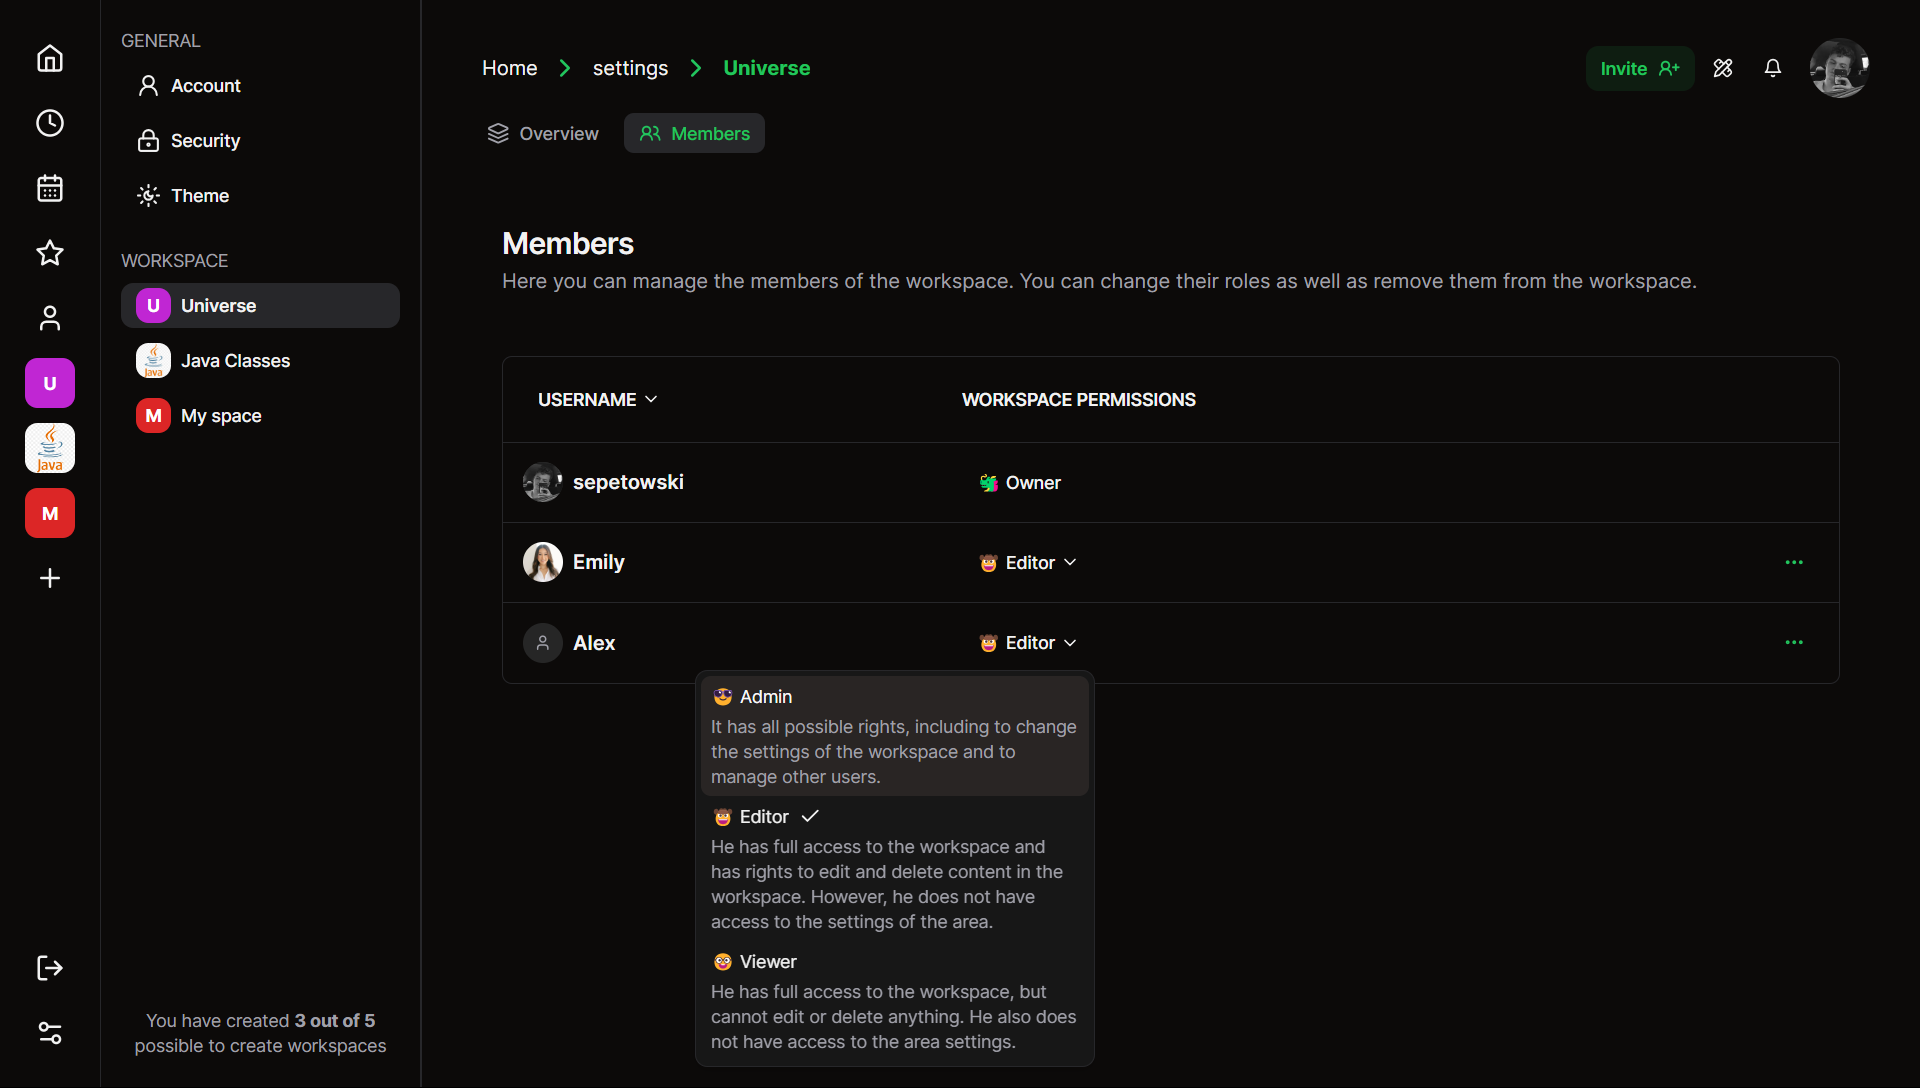 GENERAL
Account
Security
Theme
WORKSPACE
U Universe
Java Java Classes
M My space
U
Java
M
You have created 3 out of 5
possible to create workspaces
Home settings Universe
Invite
Overview Members
Members
Here you can manage the members of the workspace. You can change their roles as well as remove them from the workspace.
USERNAME WORKSPACE PERMISSIONS
sepetowski Owner
Emily Editor
Alex Editor
Admin
It has all possible rights, including to change
the settings of the workspace and to
manage other users.
Editor
He has full access to the workspace and
has rights to edit and delete content in the
workspace. However, he does not have
access to the settings of the area.
Viewer
He has full access to the workspace, but
cannot edit or delete anything. He also does
not have access to the area settings.